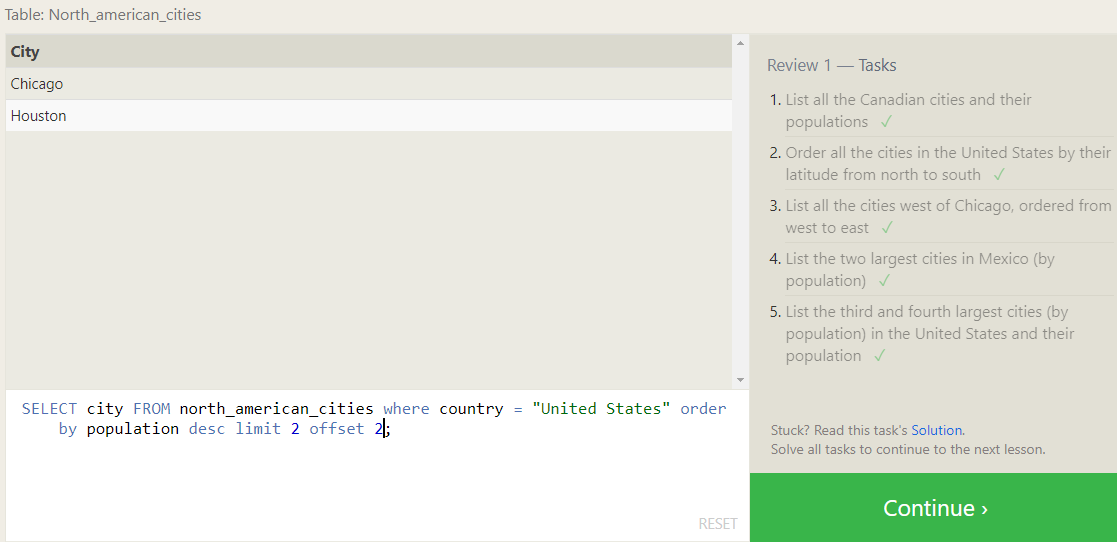 Table: North_american_cities
City
Chicago
Houston
SELECT city FROM north_american_cities where country = "United States" order
by population desc limit 2 offset 2;
RESET
Review 1 — Tasks
1. List all the Canadian cities and their
populations ✓
2. Order all the cities in the United States by their
latitude from north to south ✓
3. List all the cities west of Chicago, ordered from
west to east ✓
4. List the two largest cities in Mexico (by
population) ✓
5. List the third and fourth largest cities (by
population) in the United States and their
population ✓
Stuck? Read this task's Solution.
Solve all tasks to continue to the next lesson.
Continue ›